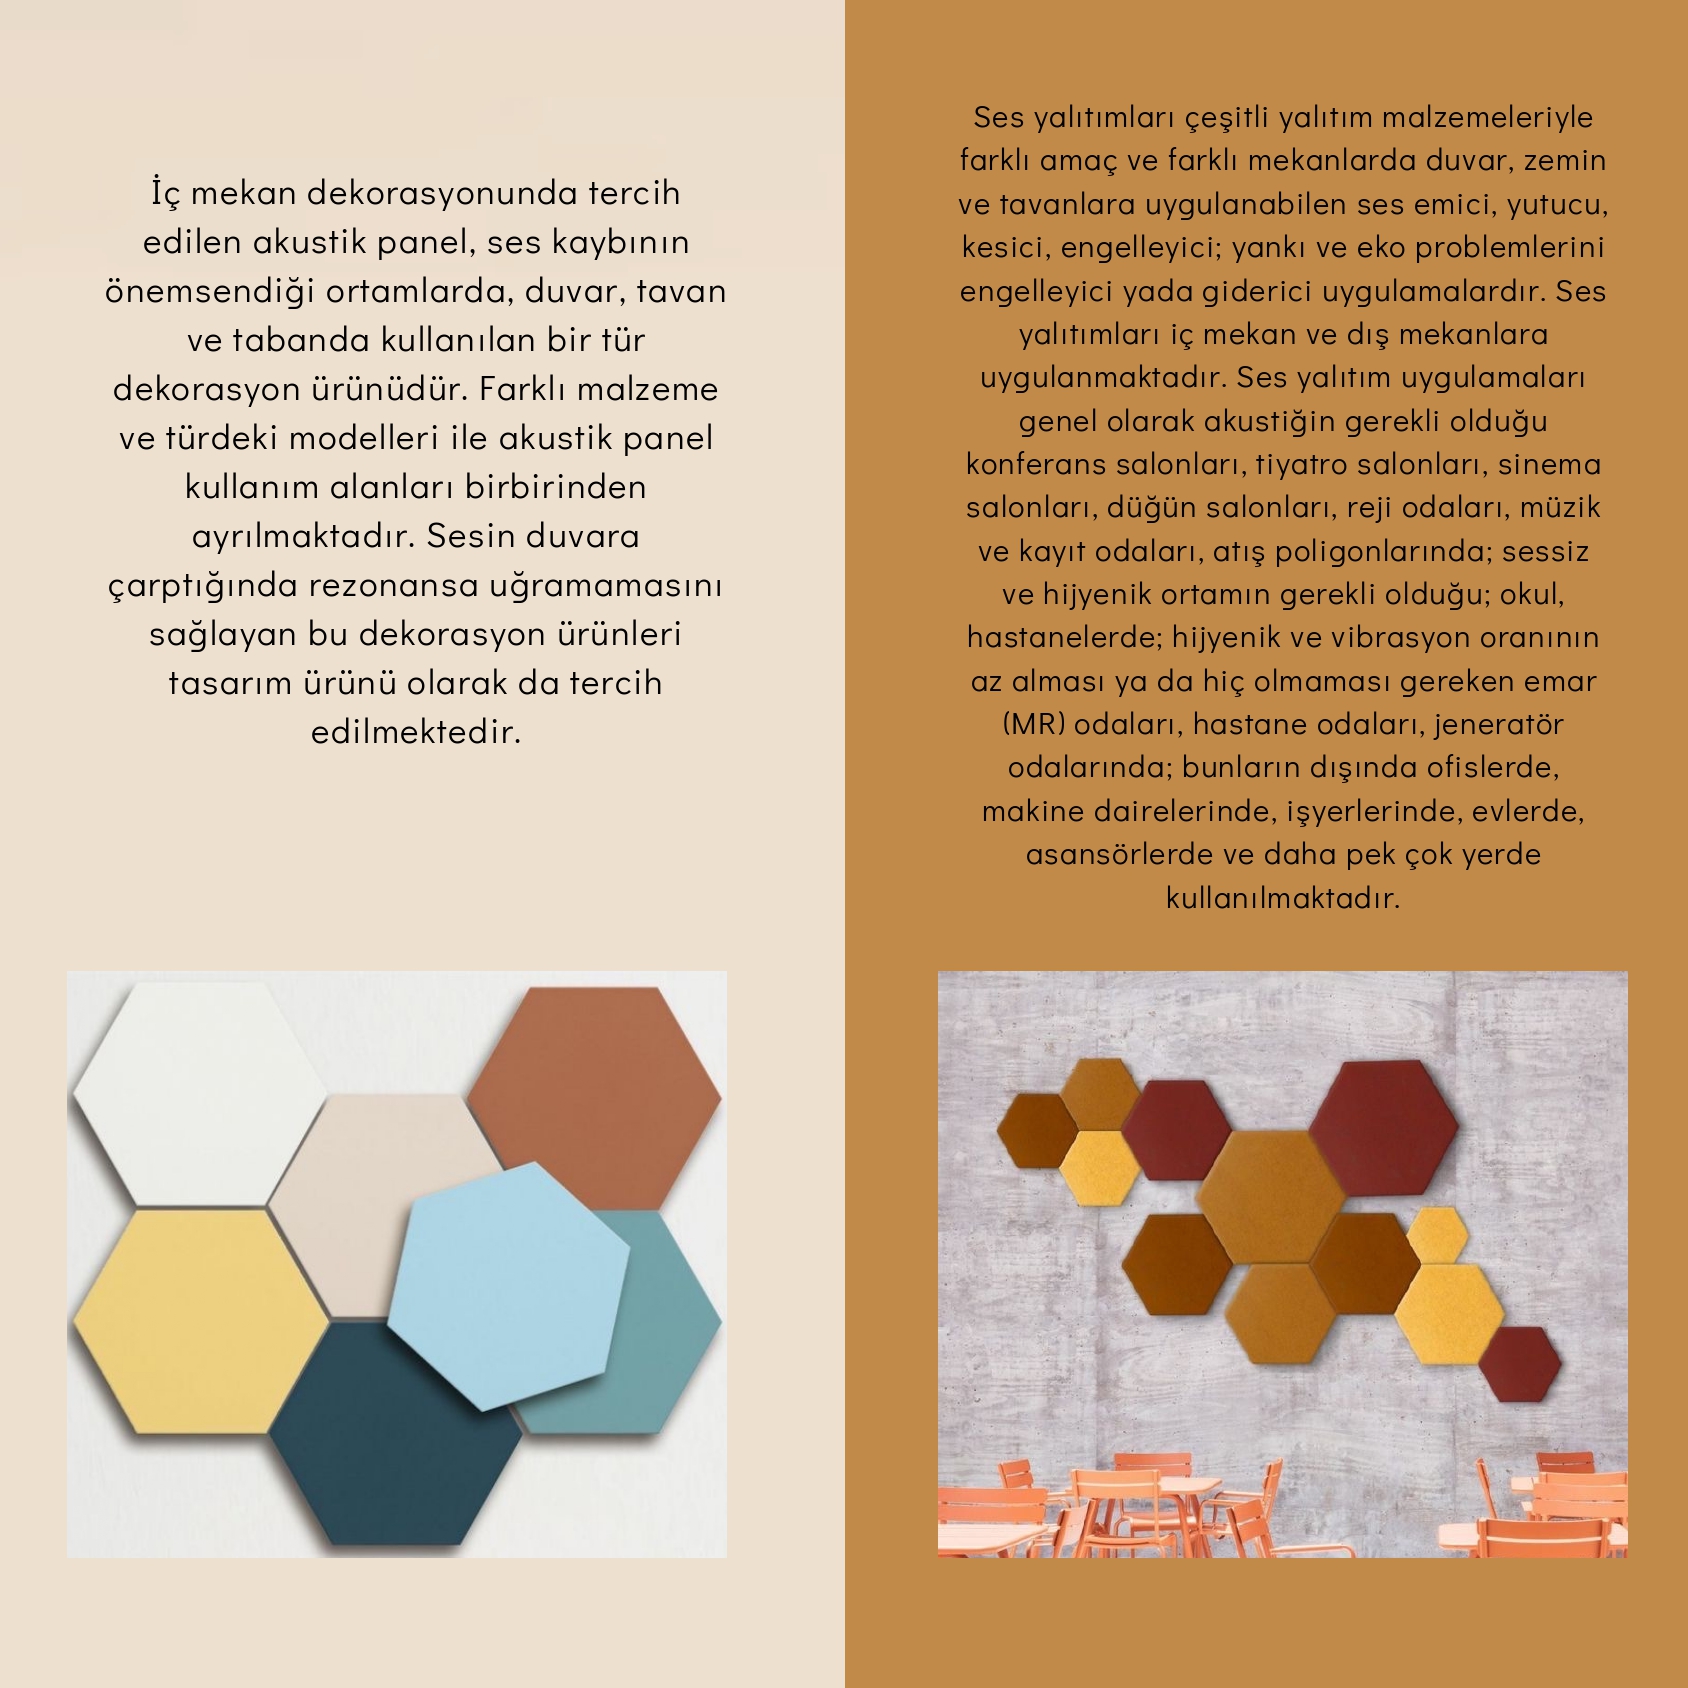 İç mekan dekorasyonunda tercih
edilen akustik panel, ses kaybının
önemsendiği ortamlarda, duvar, tavan
ve tabanda kullanılan bir tür
dekorasyon ürünüdür. Farklı malzeme
ve türdeki modelleri ile akustik panel
kullanım alanları birbirinden
ayrılmaktadır. Sesin duvara
çarptığında rezonansa uğramamasını
sağlayan bu dekorasyon ürünleri
tasarım ürünü olarak da tercih
edilmektedir.
Ses yalıtımları çeşitli yalıtım malzemeleriyle
farklı amaç ve farklı mekanlarda duvar, zemin
ve tavanlara uygulanabilen ses emici, yutucu,
kesici, engelleyici; yankı ve eko problemlerini
engelleyici yada giderici uygulamalardır. Ses
yalıtımları iç mekan ve dış mekanlara
uygulanmaktadır. Ses yalıtım uygulamaları
genel olarak akustiğin gerekli olduğu
konferans salonları, tiyatro salonları, sinema
salonları, düğün salonları, reji odaları, müzik
ve kayıt odaları, atış poligonlarında; sessiz
ve hijyenik ortamın gerekli olduğu; okul,
hastanelerde; hijyenik ve vibrasyon oranının
az alması ya da hiç olmaması gereken emar
(MR) odaları, hastane odaları, jeneratör
odalarında; bunların dışında ofislerde,
makine dairelerinde, işyerlerinde, evlerde,
asansörlerde ve daha pek çok yerde
kullanılmaktadır.